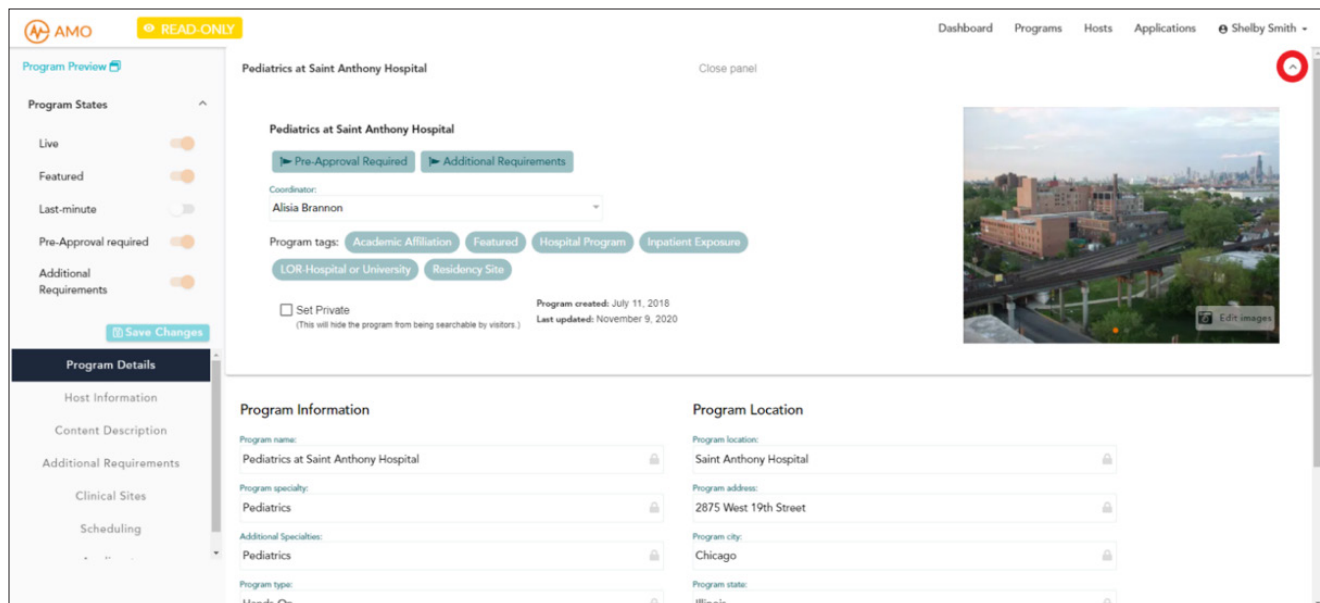 AMO
READ-ONLY
Dashboard Programs Hosts Applications Shelby Smith
Program Preview
Program States
Live
Featured
Last-minute
Pre-Approval required
Additional
Requirements
Save Changes
Program Details
Host Information
Content Description
Additional Requirements
Clinical Sites
Scheduling
Pediatrics at Saint Anthony Hospital
Close panel
Pediatrics at Saint Anthony Hospital
Pre-Approval Required Additional Requirements
Coordinator:
Alisia Brannon
Program tags: Academic Affiliation Featured Hospital Program Inpatient Exposure
LOR-Hospital or University Residency Site
Set Private
(This will hide the program from being searchable by visitors.)
Program created: July 11, 2018
Last updated: November 9, 2020
Edit images
Program Information
Program name:
Pediatrics at Saint Anthony Hospital
Program specialty:
Pediatrics
Additional Specialties:
Pediatrics
Program type:
Hands-On
Program Location
Program location:
Saint Anthony Hospital
Program address:
2875 West 19th Street
Program city:
Chicago
Program state:
Illinois